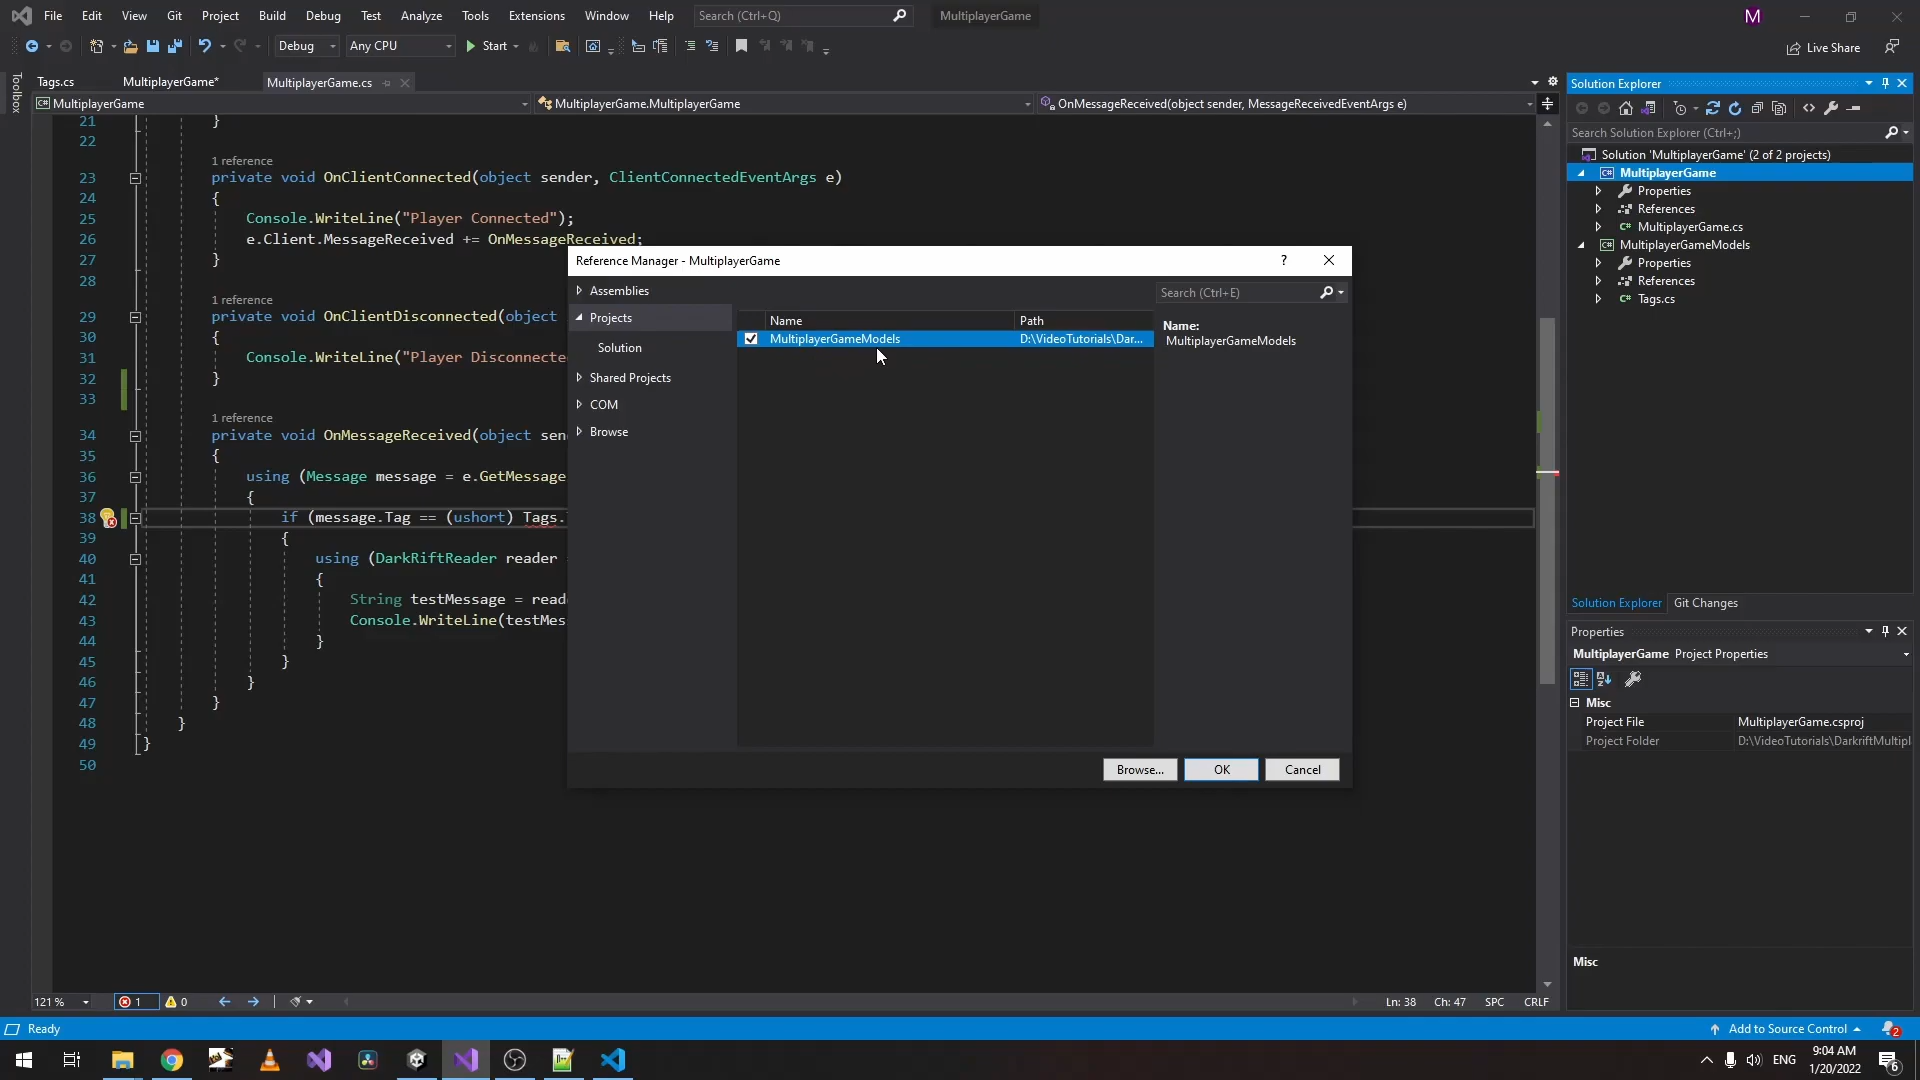 File Edit View Git Project Build Debug Test Analyze Tools Extensions Window Help Search (Ctrl+Q) MultiplayerGame M
Debug Any CPU Start Live Share
Toolbox
Tags.cs MultiplayerGame* MultiplayerGame.cs
MultiplayerGame MultiplayerGame.MultiplayerGame OnMessageReceived(object sender, MessageReceivedEventArgs e)
21 }
22
1 reference
23 private void OnClientConnected(object sender, ClientConnectedEventArgs e)
24 {
25 Console.WriteLine("Player Connected");
26 e.Client.MessageReceived += OnMessageReceived;
27 }
28
1 reference
29 private void OnClientDisconnected(object
30 {
31 Console.WriteLine("Player Disconnecte
32 }
33
1 reference
34 private void OnMessageReceived(object sen
35 {
36 using (Message message = e.GetMessage
37 {
38 if (message.Tag == (ushort) Tags.
39 {
40 using (DarkRiftReader reader =
41 {
42 String testMessage = read
43 Console.WriteLine(testMes
44 }
45 }
46 }
47 }
48 }
49 }
50
Reference Manager - MultiplayerGame ?
Assemblies
Projects
Solution
Shared Projects
COM
Browse
Search (Ctrl+E)
Name Path
MultiplayerGameModels D:\VideoTutorials\Dar...
Name:
MultiplayerGameModels
Browse... OK Cancel
Solution Explorer
Search Solution Explorer (Ctrl+;)
Solution 'MultiplayerGame' (2 of 2 projects)
C# MultiplayerGame
Properties
References
C# MultiplayerGame.cs
C# MultiplayerGameModels
Properties
References
C# Tags.cs
Solution Explorer Git Changes
Properties
MultiplayerGame Project Properties
Misc
Project File MultiplayerGame.csproj
Project Folder D:\VideoTutorials\DarkriftMultipl
Misc
121 % 1 0 Ln: 38 Ch: 47 SPC CRLF
Ready Add to Source Control 2
ENG 9:04 AM
1/20/2022 6